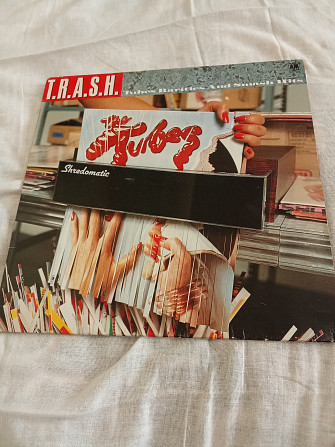 T.R.A.S.H.
Tubes Rarities And Smash Hits
The Tubes
Shredomatic